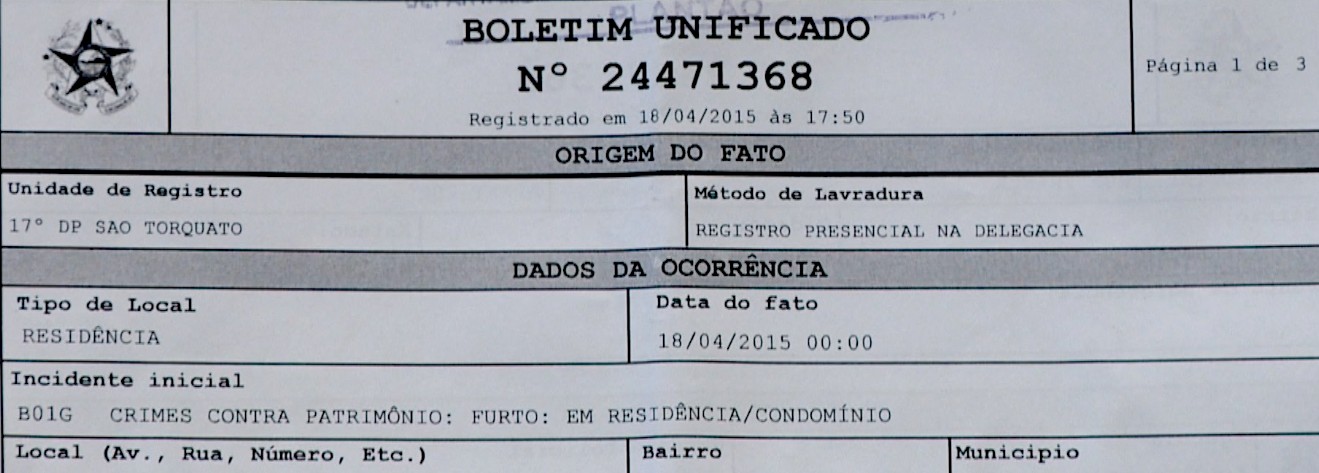 PLANTÃO
BOLETIM UNIFICADO
Nº 24471368
Página 1 de 3
Registrado em 18/04/2015 às 17:50
ORIGEM DO FATO
Unidade de Registro
Método de Lavradura
17° DP SAO TORQUATO
REGISTRO PRESENCIAL NA DELEGACIA
DADOS DA OCORRÊNCIA
Tipo de Local
Data do fato
RESIDÊNCIA
18/04/2015 00:00
Incidente inicial
B01G CRIMES CONTRA PATRIMÔNIO: FURTO: EM RESIDÊNCIA/CONDOMÍNIO
Local (Av., Rua, Número, Etc.)
Bairro
Municipio